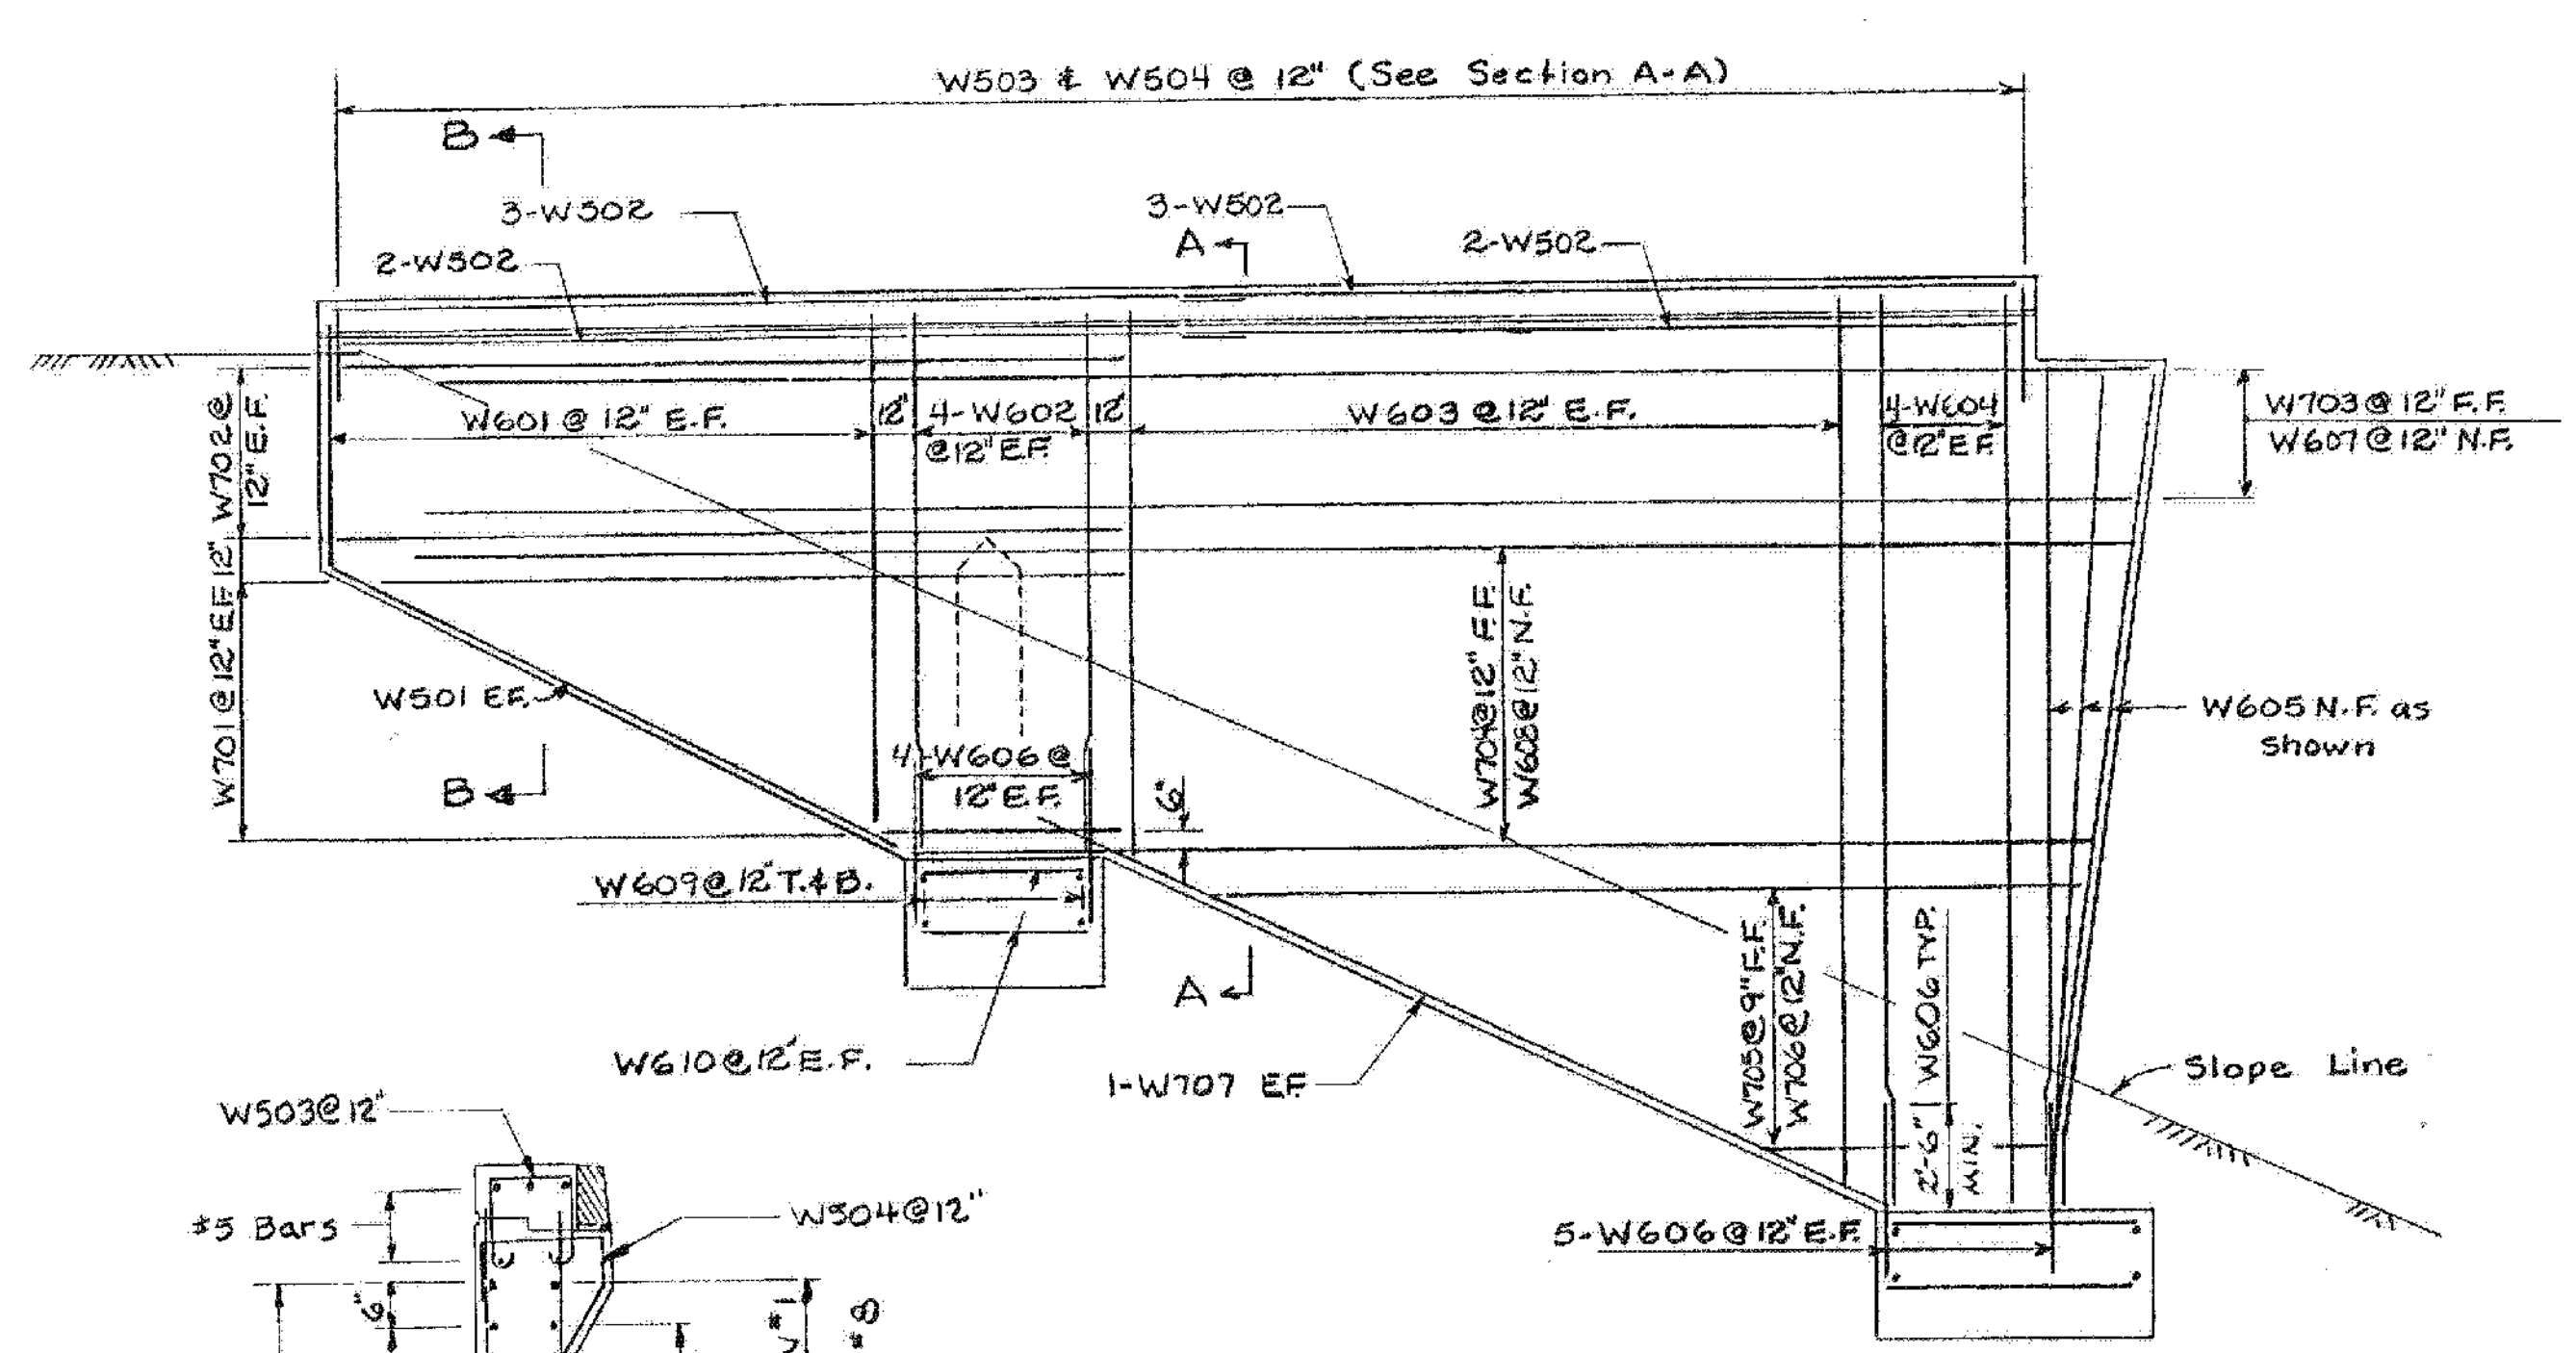 W503 & W504 @ 12" (See Section A-A)
B
3-W502
3-W502
A
2-W502
2-W502
W702@
12" E.F.
W601 @ 12" E.F.
12"
4-W602
@12" E.F.
12"
W603 @ 12" E.F.
4-W604
@12" E.F.
W703 @ 12" F.F.
W607 @ 12" N.F.
12"
W701 @ 12" E.F.
W501 E.F.
W704@12" F.F.
W608@12" N.F.
W605 N.F. as
shown
B
4-W606 @
12" E.F.
6"
W609@12" T.&B.
A
W705@9" F.F.
W706@12" N.F.
W606 TYP.
2'-6"
MIN.
W610@12" E.F.
1-W707 E.F.
Slope Line
W503@12"
W504@12"
#5 Bars
5-W606@12" E.F.
6"